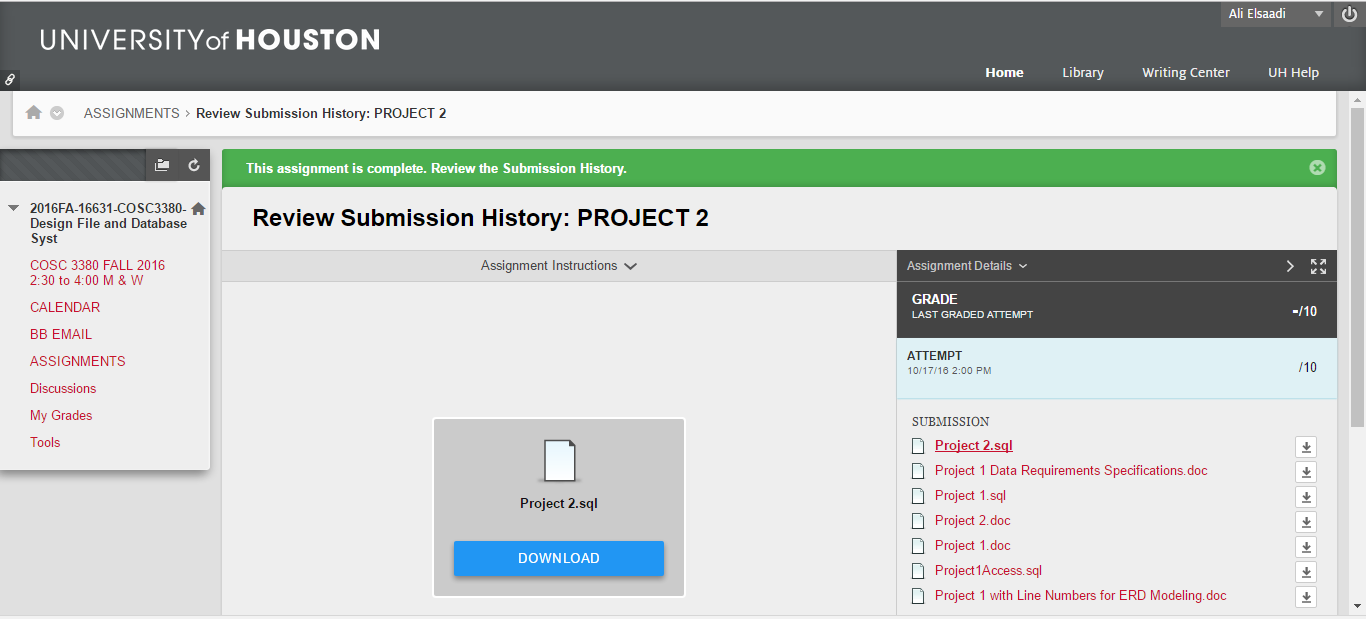 Ali Elsaadi
UNIVERSITY of HOUSTON
Home Library Writing Center UH Help
ASSIGNMENTS › Review Submission History: PROJECT 2
2016FA-16631-COSC3380-
Design File and Database
Syst
COSC 3380 FALL 2016
2:30 to 4:00 M & W
CALENDAR
BB EMAIL
ASSIGNMENTS
Discussions
My Grades
Tools
This assignment is complete. Review the Submission History.
Review Submission History: PROJECT 2
Assignment Instructions
Project 2.sql
DOWNLOAD
Assignment Details
GRADE
LAST GRADED ATTEMPT
-/10
ATTEMPT
10/17/16 2:00 PM
/10
SUBMISSION
Project 2.sql
Project 1 Data Requirements Specifications.doc
Project 1.sql
Project 2.doc
Project 1.doc
Project1Access.sql
Project 1 with Line Numbers for ERD Modeling.doc